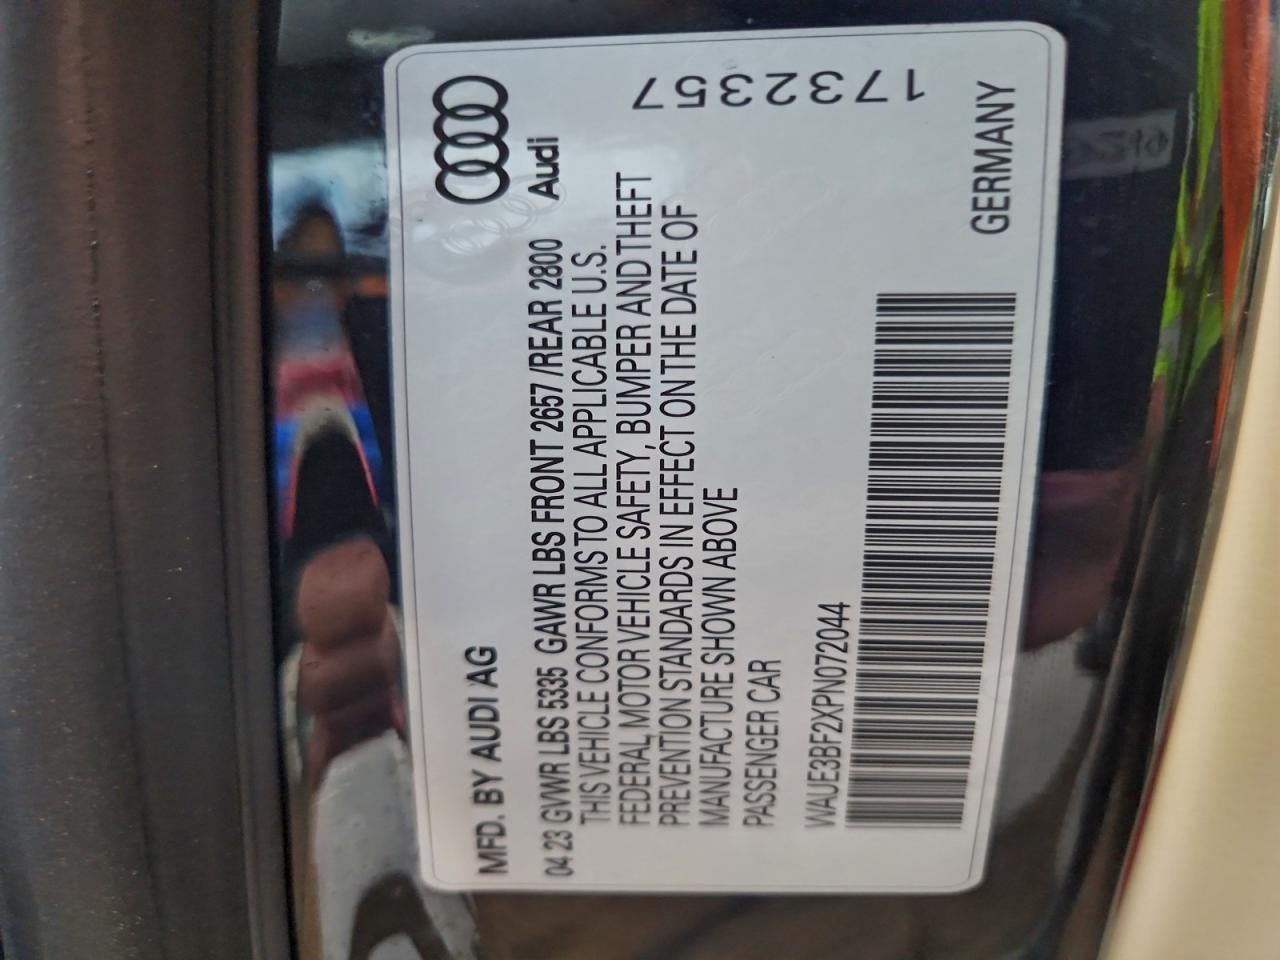 MFD. BY AUDI AG
Audi
04 23 GVWR LBS 5335 GAWR LBS FRONT 2657 /REAR 2800
THIS VEHICLE CONFORMS TO ALL APPLICABLE U.S.
FEDERAL MOTOR VEHICLE SAFETY, BUMPER AND THEFT
PREVENTION STANDARDS IN EFFECT ON THE DATE OF
MANUFACTURE SHOWN ABOVE
PASSENGER CAR
1732357
WAUE3BF2XPN072044
GERMANY